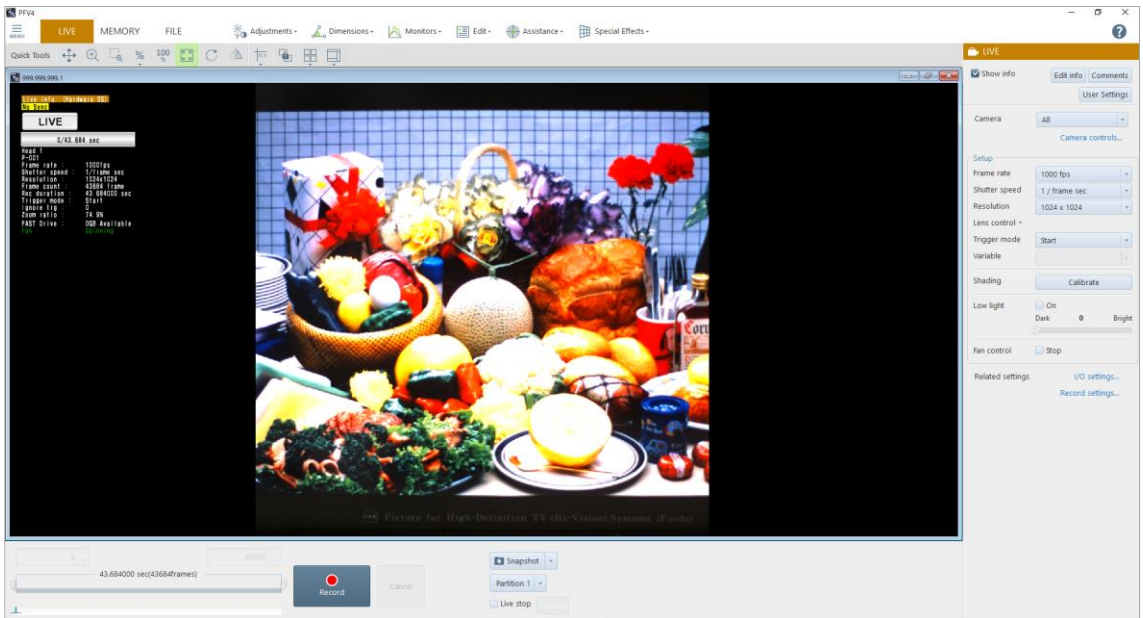 PFV4
MENU
LIVE MEMORY FILE Adjustments Dimensions Monitors Edit Assistance Special Effects ?
Quick Tools % 100 %
LIVE
999.999.999.1
Live info (Hardware OS)
No Sync
LIVE
0/43.684 sec
Head 1
P-001
Frame rate : 1000fps
Shutter speed : 1/frame sec
Resolution : 1024x1024
Frame count : 43684 frame
Rec duration : 43.684000 sec
Trigger mode : Start
Ignore trg : 0
Zoom ratio : 74.9%
FAST Drive : 0GB Available
Fan Spinning
Corn
Picture for High-Definition TV (Hi-Vision) Systems (Foods)
Show info Edit info Comments
User Settings
Camera All
Camera controls...
Setup
Frame rate 1000 fps
Shutter speed 1 / frame sec
Resolution 1024 x 1024
Lens control
Trigger mode Start
Variable
Shading Calibrate
Low light On
Dark 0 Bright
Fan control Stop
Related settings I/O settings...
Record settings...
0 43683
43.684000 sec(43684frames)
Record
Cancel
Snapshot
Partition 1
Live stop